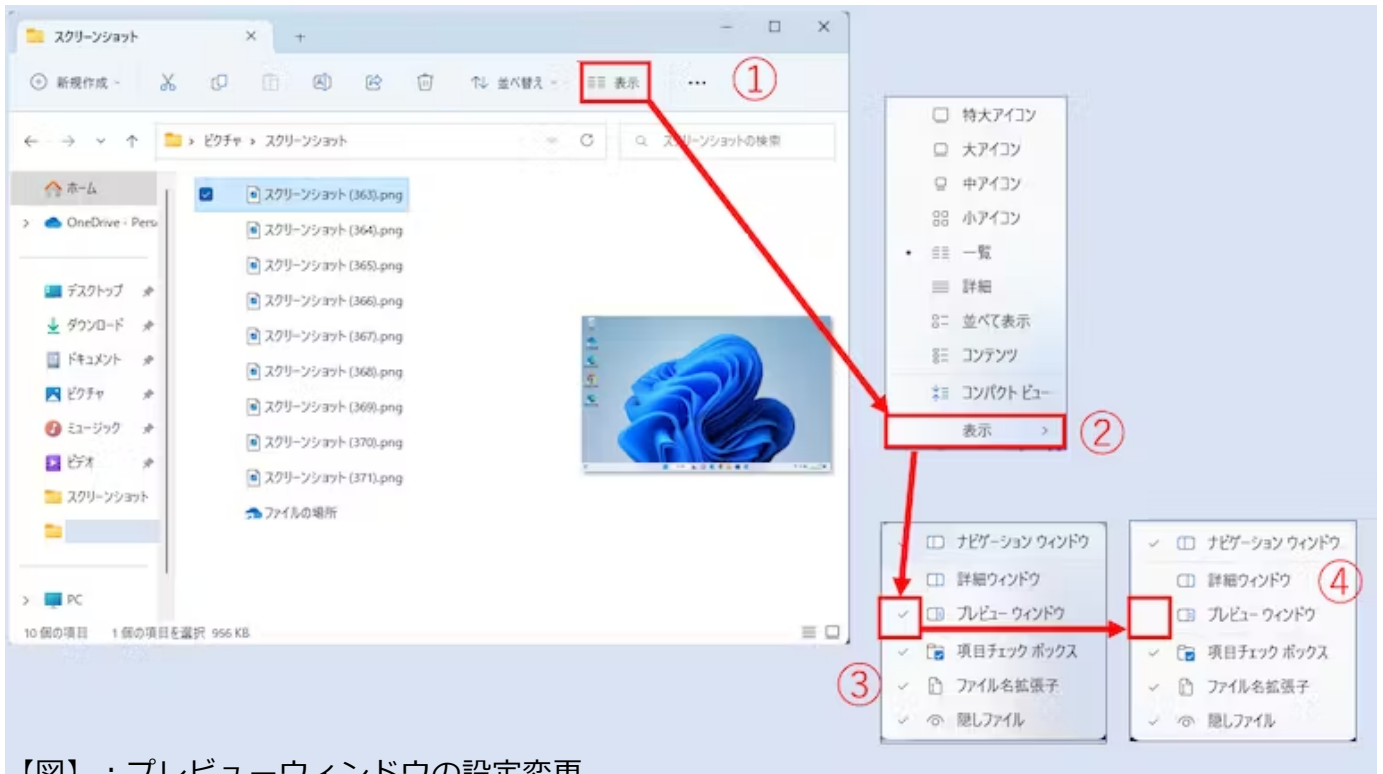 スクリーンショット
新規作成
並べ替え
表示
①
ピクチャ
スクリーンショット
スクリーンショットの検索
ホーム
OneDrive - Pers
デスクトップ
ダウンロード
ドキュメント
ピクチャ
ミュージック
ビデオ
スクリーンショット
PC
スクリーンショット (363).png
スクリーンショット (364).png
スクリーンショット (365).png
スクリーンショット (366).png
スクリーンショット (367).png
スクリーンショット (368).png
スクリーンショット (369).png
スクリーンショット (370).png
スクリーンショット (371).png
ファイルの場所
10 個の項目 1 個の項目を選択 956 KB
特大アイコン
大アイコン
中アイコン
小アイコン
一覧
詳細
並べて表示
コンテンツ
コンパクト ビュー
表示
②
ナビゲーション ウィンドウ
詳細ウィンドウ
プレビュー ウィンドウ
項目チェック ボックス
ファイル名拡張子
隠しファイル
③
ナビゲーション ウィンドウ
詳細ウィンドウ
プレビュー ウィンドウ
項目チェック ボックス
ファイル名拡張子
隠しファイル
④
【図】:プレビューウィンドウの設定変更